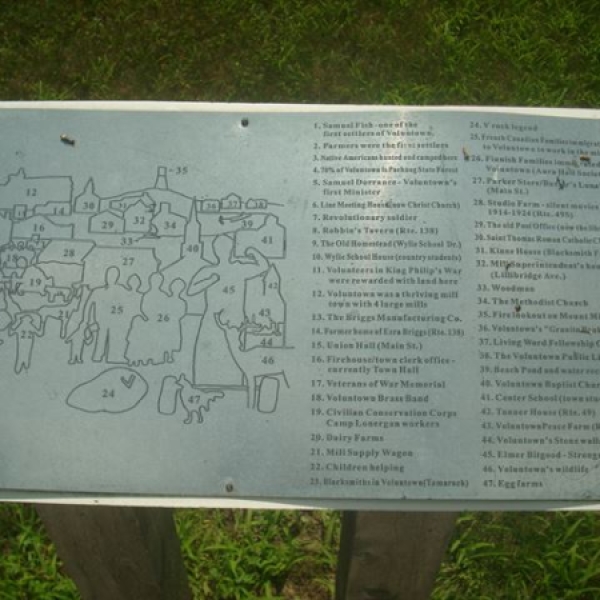 1. Samuel Fish - one of the
first settlers of Voluntown.
2. Farmers were the first settlers
3. Native Americans hunted and camped here
4. 70% of Voluntown is Pachaug State Forest
5. Samuel Dorrance - Voluntown's
first Minister
6. Line Meeting House (now Christ Church)
7. Revolutionary soldier
8. Robbie's Tavern (Rte. 138)
9. The Old Homestead (Wylie School Dr.)
10. Wylie School House (country students)
11. Volunteers in King Philip's War
were rewarded with land here
12. Voluntown was a thriving mill
town with 4 large mills
13. The Briggs Manufacturing Co.
14. Former home of Ezra Briggs (Rte. 138)
15. Union Hall (Main St.)
16. Firehouse/town clerk office -
currently Town Hall
17. Veterans of War Memorial
18. Voluntown Brass Band
19. Civilian Conservation Corps
Camp Lonergan workers
20. Dairy Farms
21. Mill Supply Wagon
22. Children helping
23. Blacksmiths in Voluntown
24. V rock legend
25. French Canadian Families
to Voluntown to work in the
26. Finnish Families
Voluntown (Aura Hall
27. Parker Store/
(Main St.)
28. Studio Farm - silent movies
1914-1924 (Rte. 49S)
29. The old Post Office (now the
30. Saint Thomas Roman Catholic
31. Kinne House (Blacksmith
32. Mill Superintendent's
(Lillibridge Ave.)
33. Woodman
34. The Methodist Church
35. Fire lookout on Mount
36. Voluntown's
37. Living Word Fellowship
38. The Voluntown Public
39. Beach Pond and water
40. Voluntown Baptist
41. Center School (town
42. Tanner House (Rte. 49)
43. Voluntown Peace Farm
44. Voluntown's Stone
45. Elmer Bitgood -
46. Voluntown's wildlife
47. Egg farms
35
12
30
14
32
34
37
38
16
29
39
33
41
40
28
27
19
45
42
21
25
26
43
22
44
46
24
47